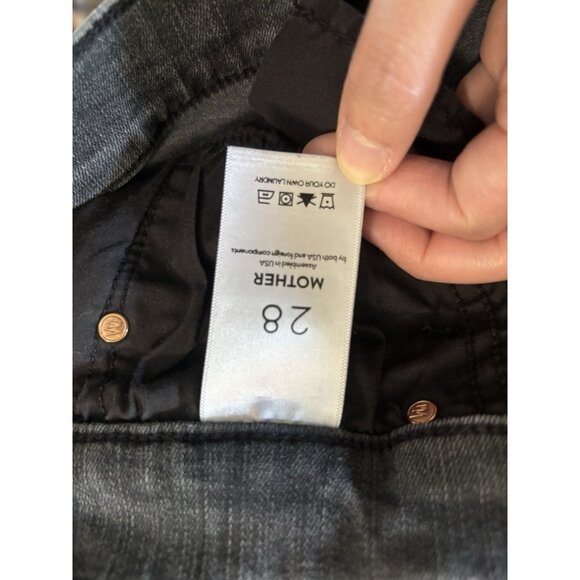 28
MOTHER
Assembled in USA
by both USA and foreign components
DO YOUR OWN LAUNDRY